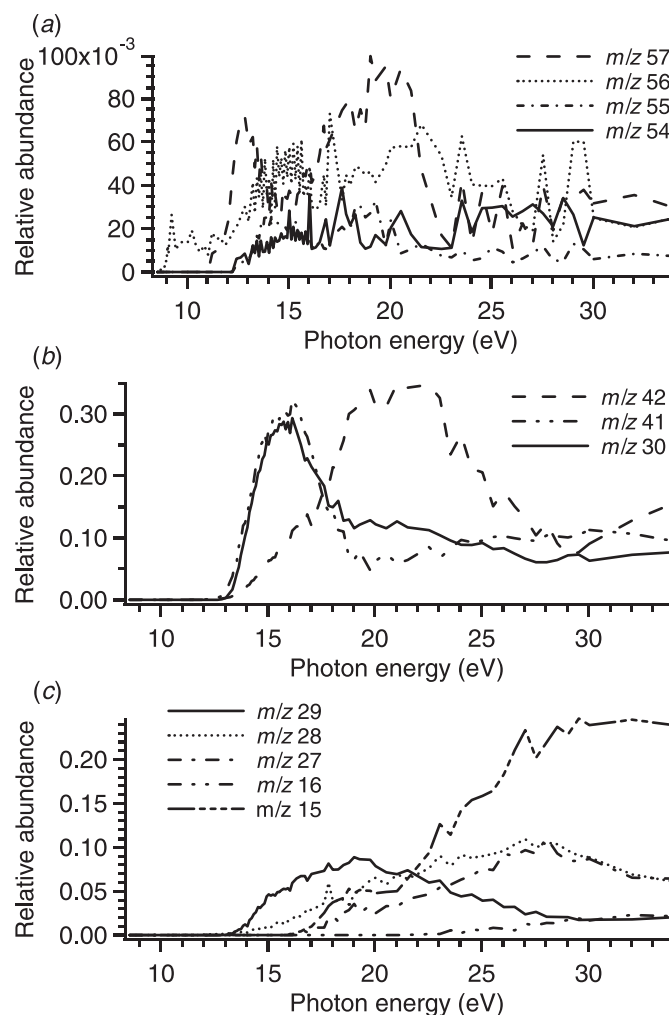 (a)
100x10⁻³
80
60
40
20
0
Relative abundance
m/z 57
m/z 56
m/z 55
m/z 54
10 15 20 25 30
Photon energy (eV)
(b)
0.30
0.20
0.10
0.00
Relative abundance
m/z 42
m/z 41
m/z 30
10 15 20 25 30
Photon energy (eV)
(c)
0.20
0.15
0.10
0.05
0.00
Relative abundance
m/z 29
m/z 28
m/z 27
m/z 16
m/z 15
10 15 20 25 30
Photon energy (eV)